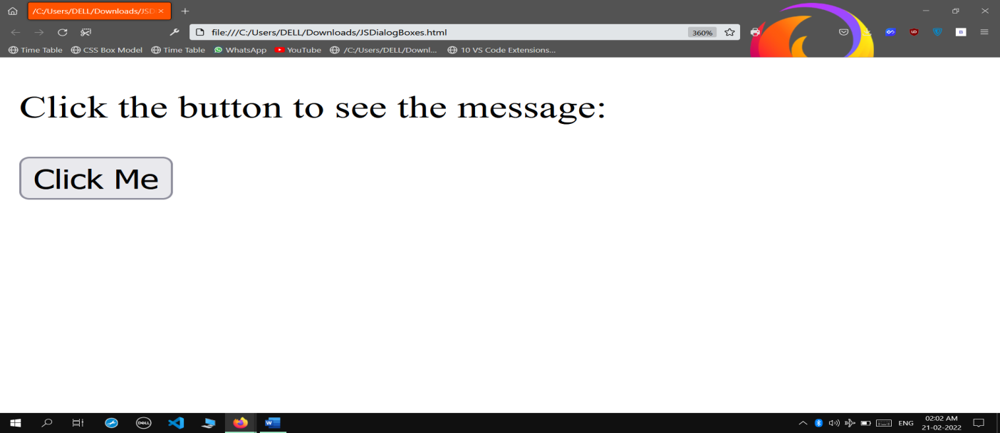 /C:/Users/DELL/Downloads/JSD
file:///C:/Users/DELL/Downloads/JSDialogBoxes.html 360%
Time Table CSS Box Model Time Table WhatsApp YouTube /C:/Users/DELL/Downl... 10 VS Code Extensions...
Click the button to see the message:
Click Me
DELL
W
ENG
02:02 AM
21-02-2022